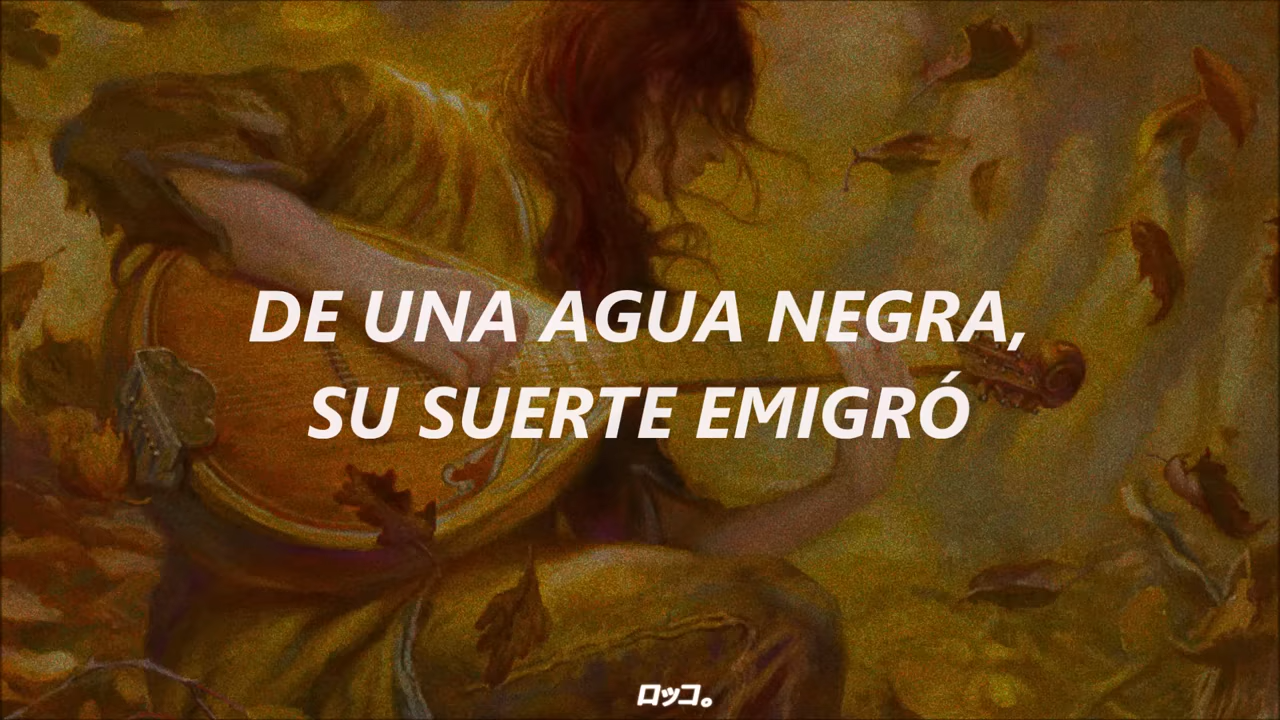 DE UNA AGUA NEGRA,
SU SUERTE EMIGRÓ
ロッコ。